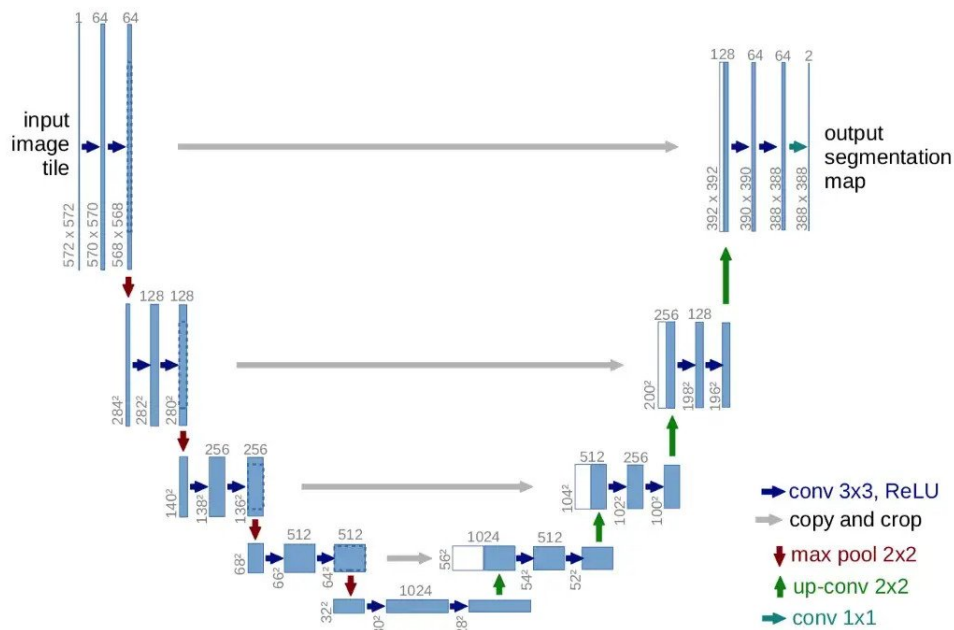 1 64 64
input
image
tile
572 x 572
570 x 570
568 x 568
128 64 64 2
output
segmentation
map
392 x 392
390 x 390
388 x 388
388 x 388
128 128
284²
282²
280²
256 128
200²
198²
196²
256 256
140²
138²
136²
512 256
104²
102²
100²
512 512
68²
66²
64²
1024 512
56²
54²
52²
1024
32²
conv 3x3, ReLU
copy and crop
max pool 2x2
up-conv 2x2
conv 1x1